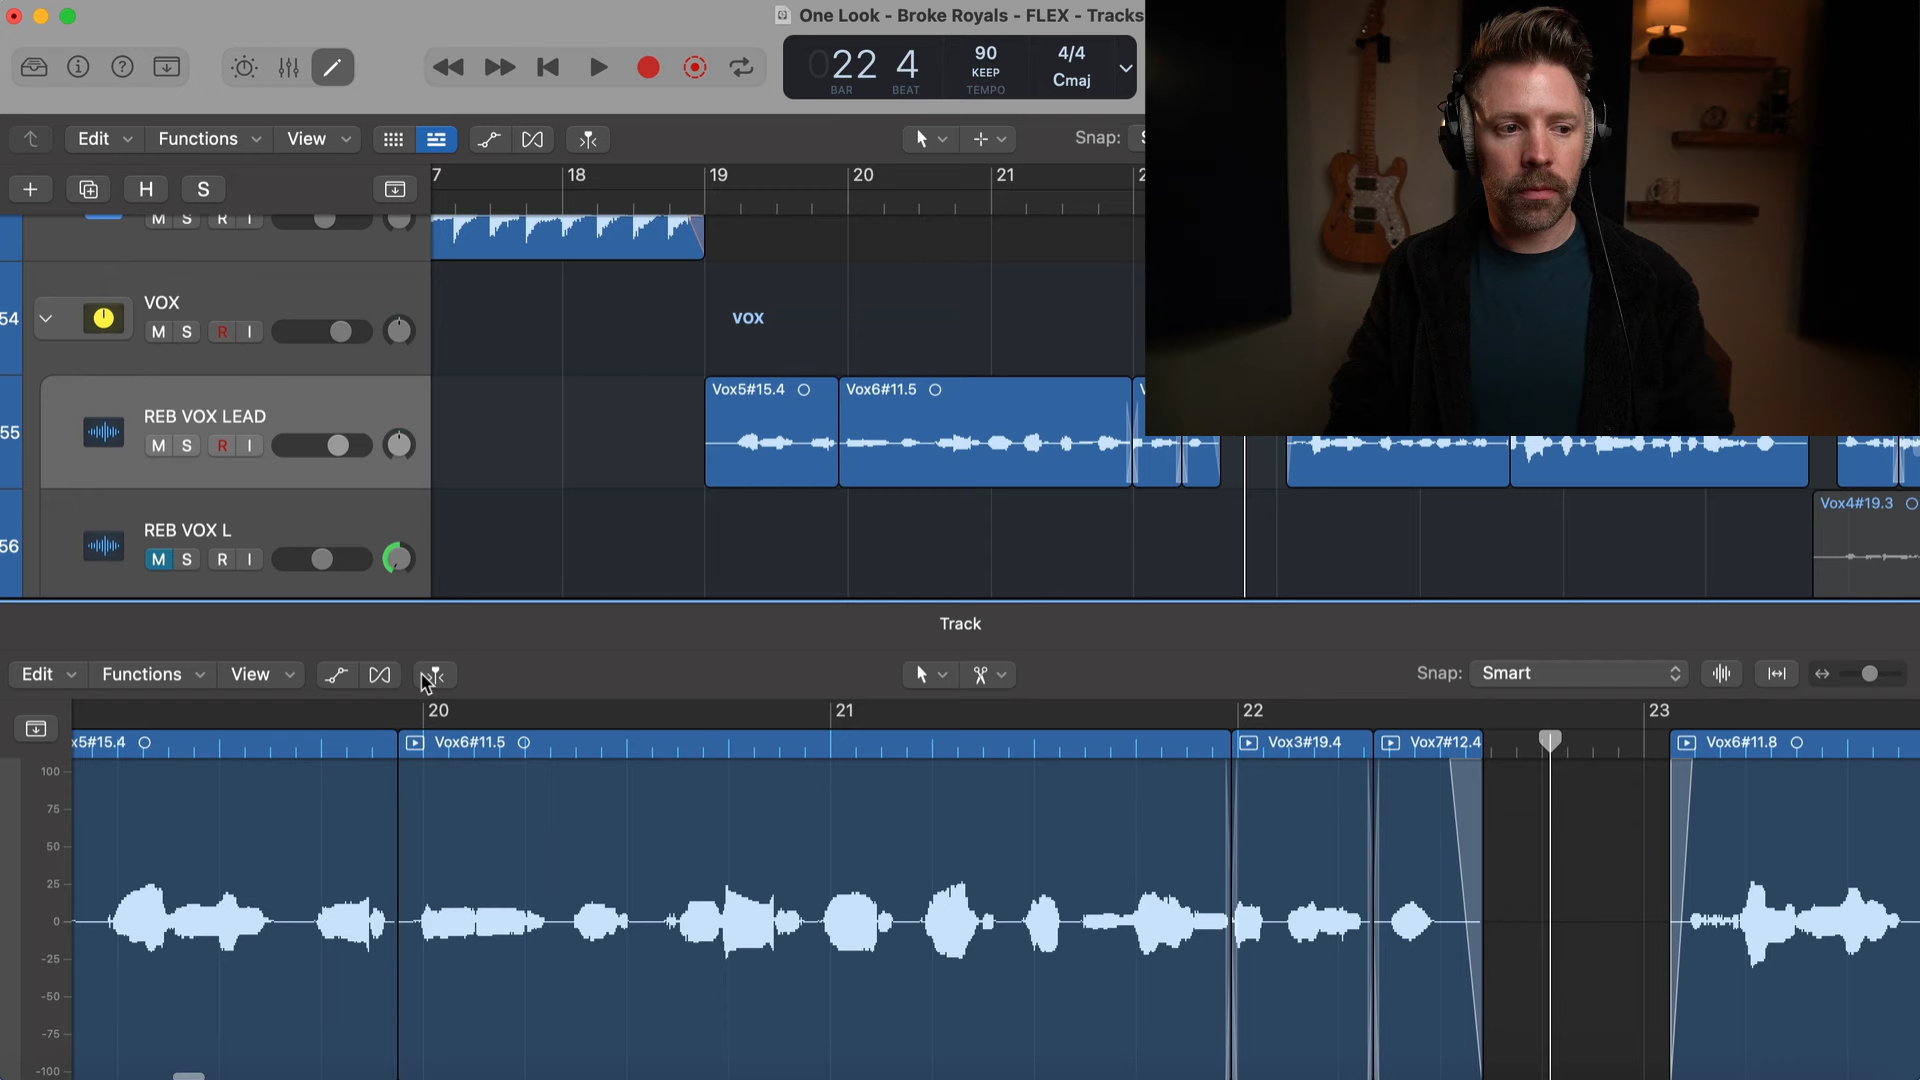 One Look - Broke Royals - FLEX - Tracks
22 4
BAR BEAT
90
KEEP
TEMPO
4/4
Cmaj
Edit Functions View
Snap:
H S
7 18 19 20 21
M S R I
54
VOX
M S R I
VOX
55
REB VOX LEAD
M S R I
Vox5#15.4
Vox6#11.5
56
REB VOX L
M S R I
Vox4#19.3
Track
Edit Functions View
Snap: Smart
20 21 22 23
x5#15.4
Vox6#11.5
Vox3#19.4
Vox7#12.4
Vox6#11.8
100
75
50
25
0
-25
-50
-75
-100